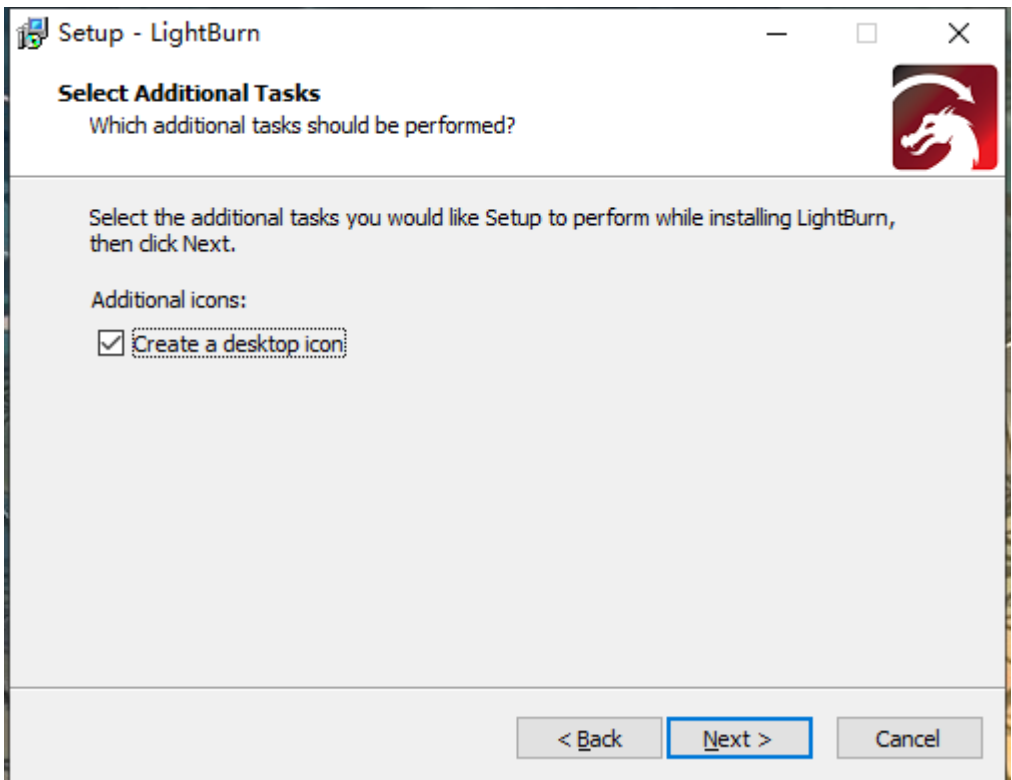 Setup - LightBurn
Select Additional Tasks
Which additional tasks should be performed?
Select the additional tasks you would like Setup to perform while installing LightBurn,
then click Next.
Additional icons:
Create a desktop icon
< Back
Next >
Cancel